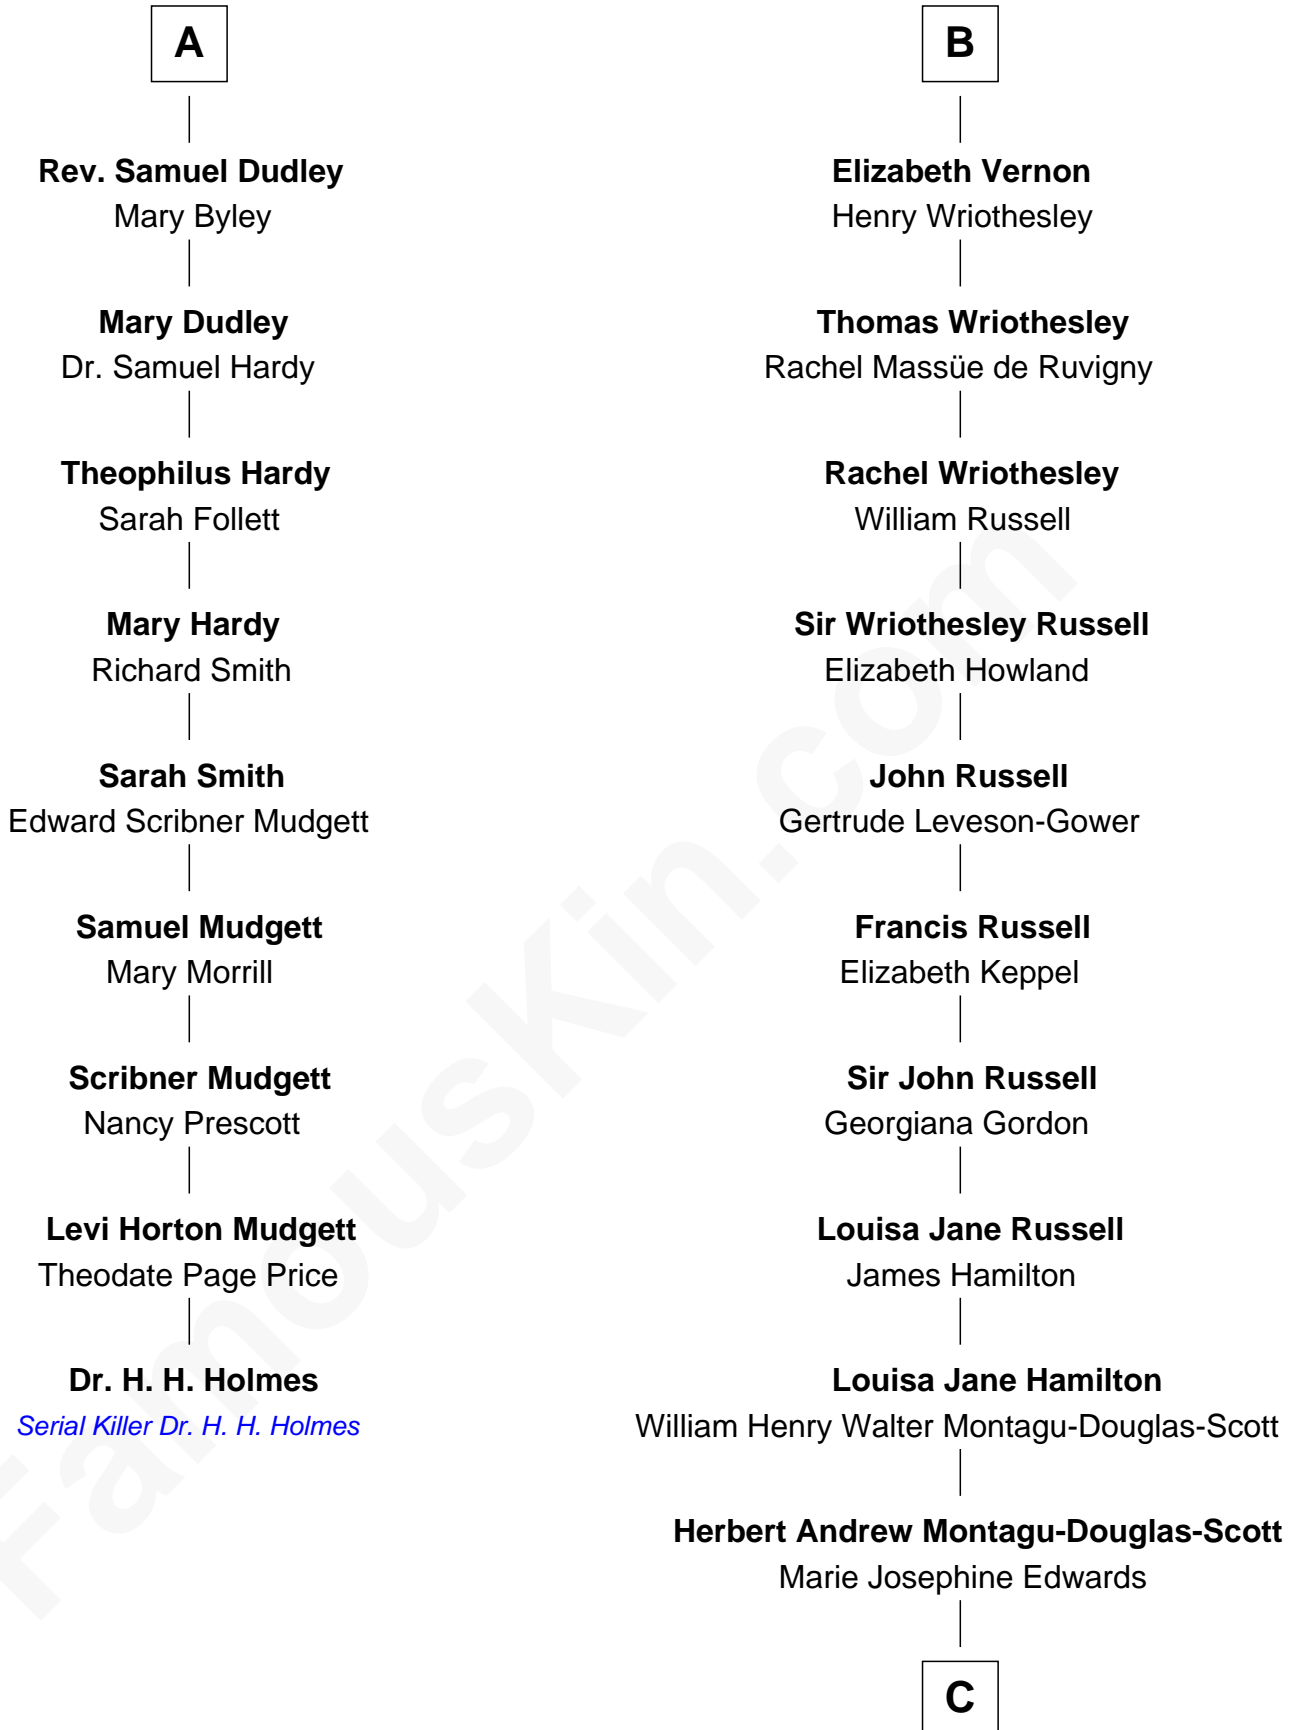 A
Rev. Samuel Dudley
Mary Byley
Mary Dudley
Dr. Samuel Hardy
Theophilus Hardy
Sarah Follett
Mary Hardy
Richard Smith
Sarah Smith
Edward Scribner Mudgett
Samuel Mudgett
Mary Morrill
Scribner Mudgett
Nancy Prescott
Levi Horton Mudgett
Theodate Page Price
Dr. H. H. Holmes
Serial Killer Dr. H. H. Holmes
B
Elizabeth Vernon
Henry Wriothesley
Thomas Wriothesley
Rachel Massüe de Ruvigny
Rachel Wriothesley
William Russell
Sir Wriothesley Russell
Elizabeth Howland
John Russell
Gertrude Leveson-Gower
Francis Russell
Elizabeth Keppel
Sir John Russell
Georgiana Gordon
Louisa Jane Russell
James Hamilton
Louisa Jane Hamilton
William Henry Walter Montagu-Douglas-Scott
Herbert Andrew Montagu-Douglas-Scott
Marie Josephine Edwards
C
FamousKin.com